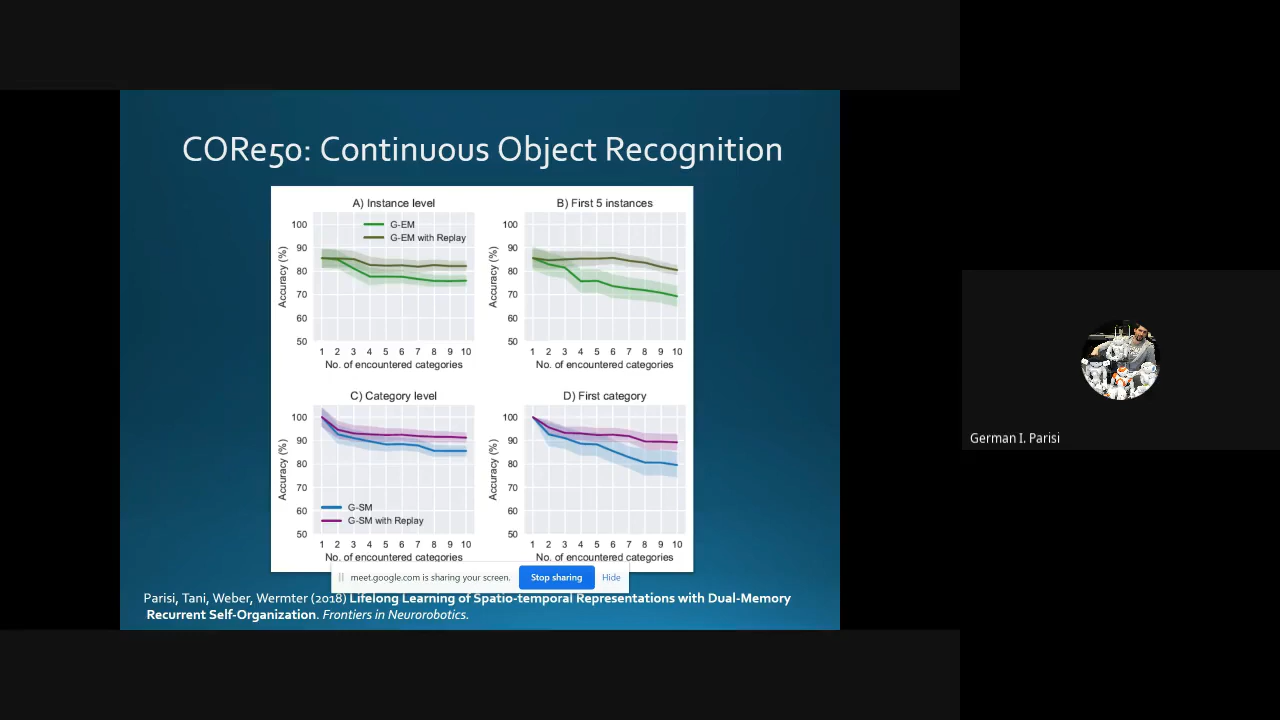 CORe50: Continuous Object Recognition
A) Instance level
100
90
80
70
60
50
Accuracy (%)
G-EM
G-EM with Replay
1 2 3 4 5 6 7 8 9 10
No. of encountered categories
B) First 5 instances
100
90
80
70
60
50
Accuracy (%)
1 2 3 4 5 6 7 8 9 10
No. of encountered categories
C) Category level
100
90
80
70
60
50
Accuracy (%)
G-SM
G-SM with Replay
1 2 3 4 5 6 7 8 9 10
No. of encountered categories
D) First category
100
90
80
70
60
50
Accuracy (%)
1 2 3 4 5 6 7 8 9 10
No. of encountered categories
meet.google.com is sharing your screen.
Stop sharing
Hide
Parisi, Tani, Weber, Wermter (2018) Lifelong Learning of Spatio-temporal Representations with Dual-Memory
Recurrent Self-Organization. Frontiers in Neurorobotics.
German I. Parisi